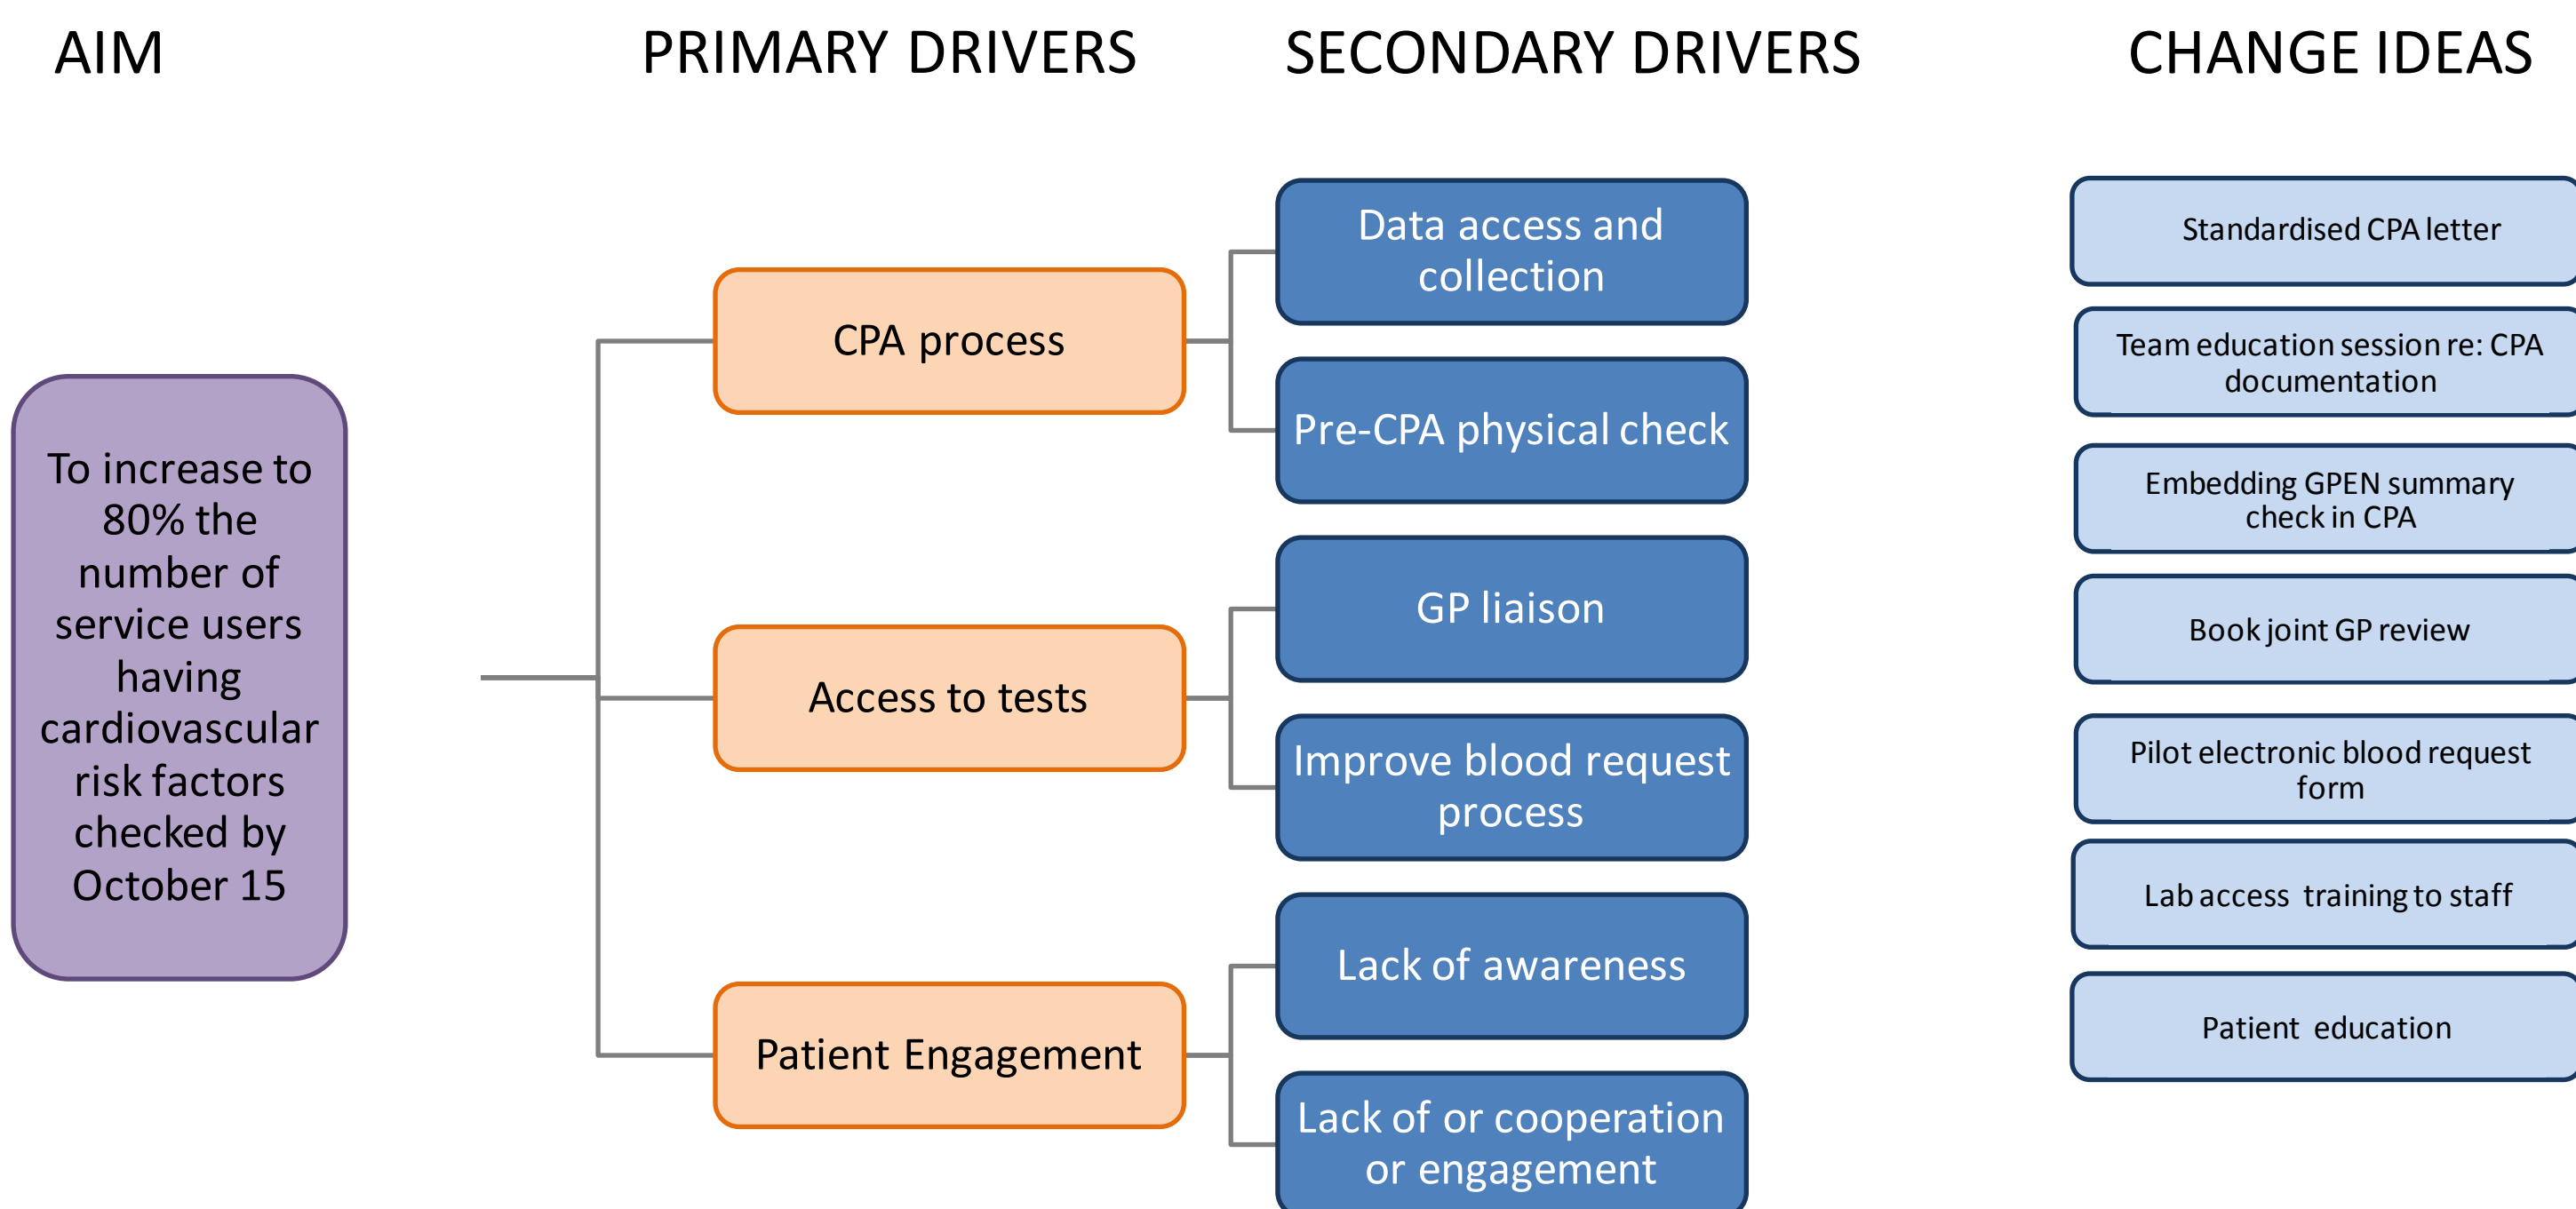 AIM
PRIMARY DRIVERS
SECONDARY DRIVERS
CHANGE IDEAS
To increase to
80% the
number of
service users
having
cardiovascular
risk factors
checked by
October 15
CPA process
Access to tests
Patient Engagement
Data access and
collection
Pre-CPA physical check
GP liaison
Improve blood request
process
Lack of awareness
Lack of or cooperation
or engagement
Standardised CPA letter
Team education session re: CPA
documentation
Embedding GPEN summary
check in CPA
Book joint GP review
Pilot electronic blood request
form
Lab access  training to staff
Patient  education